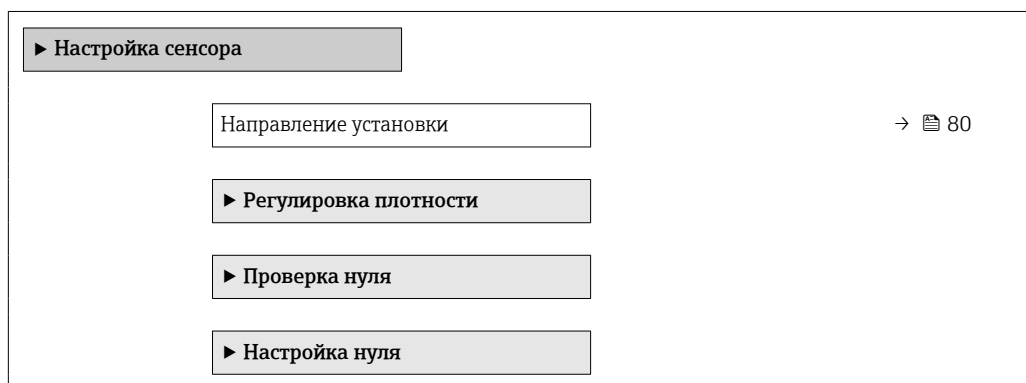 ▶ Настройка сенсора
Направление установки → 80
▶ Регулировка плотности
▶ Проверка нуля
▶ Настройка нуля